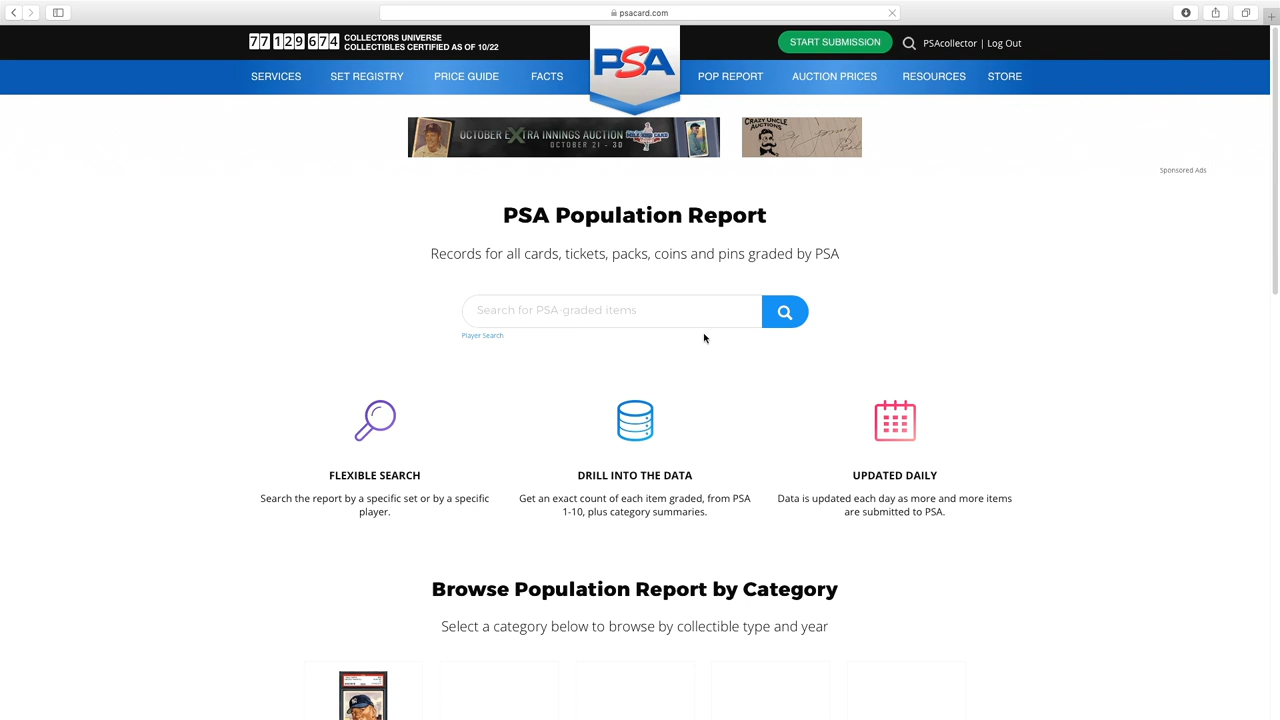 psacard.com
77 129 674 COLLECTORS UNIVERSE
COLLECTIBLES CERTIFIED AS OF 10/22
PSA
START SUBMISSION
PSAcollector | Log Out
SERVICES SET REGISTRY PRICE GUIDE FACTS POP REPORT AUCTION PRICES RESOURCES STORE
OCTOBER EXTRA INNINGS AUCTION
OCTOBER 21 - 30
CRAZY UNCLE
AUCTIONS
Sponsored Ads
PSA Population Report
Records for all cards, tickets, packs, coins and pins graded by PSA
Search for PSA-graded items
Player Search
FLEXIBLE SEARCH
Search the report by a specific set or by a specific
player.
DRILL INTO THE DATA
Get an exact count of each item graded, from PSA
1-10, plus category summaries.
UPDATED DAILY
Data is updated each day as more and more items
are submitted to PSA.
Browse Population Report by Category
Select a category below to browse by collectible type and year